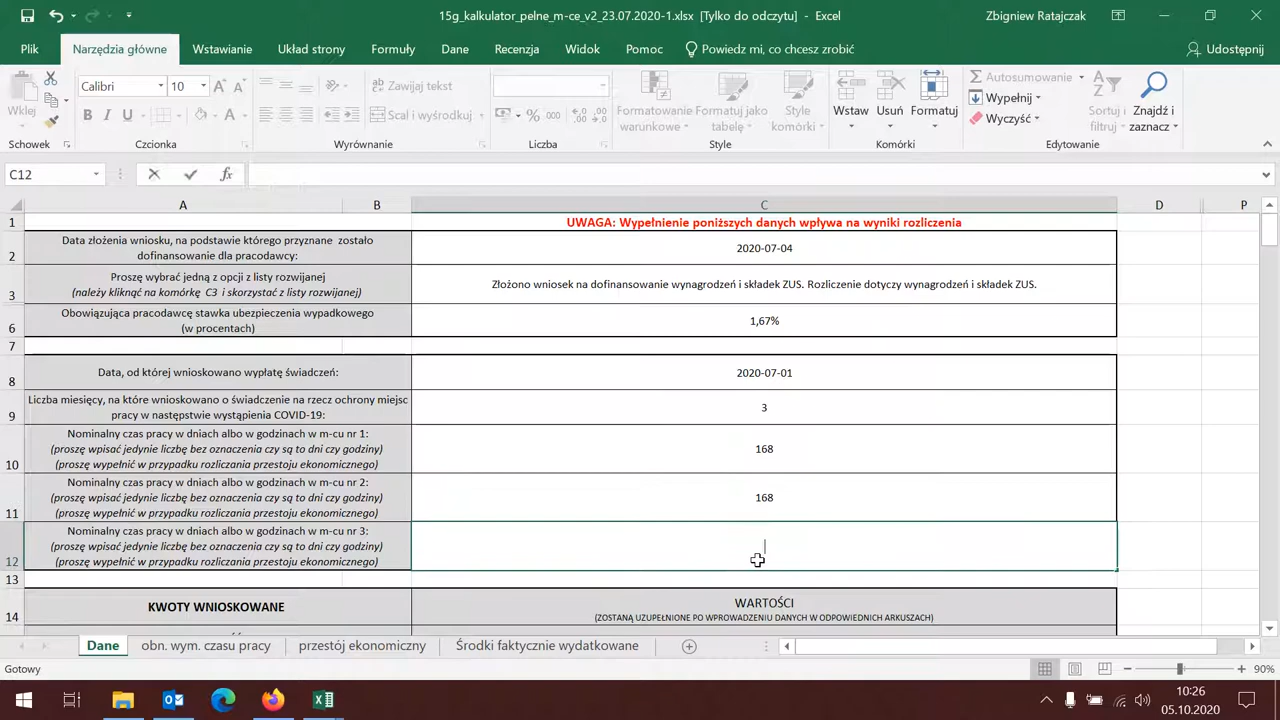 15g_kalkulator_pelne_m-ce_v2_23.07.2020-1.xlsx [Tylko do odczytu] - Excel
Zbigniew Ratajczak
Plik
Narzędzia główne
Wstawianie
Układ strony
Formuły
Dane
Recenzja
Widok
Pomoc
Powiedz mi, co chcesz zrobić
Udostępnij
Wklej
Schowek
Calibri
10
B I U
Czcionka
Zawijaj tekst
Scal i wyśrodkuj
Wyrównanie
Liczba
Formatowanie warunkowe
Formatuj jako tabelę
Style komórki
Style
Wstaw
Usuń
Formatuj
Komórki
Autosumowanie
Wypełnij
Wyczyść
Sortuj i filtruj
Znajdź i zaznacz
Edytowanie
C12
fx
A B C D P
1 UWAGA: Wypełnienie poniższych danych wpływa na wyniki rozliczenia
Data złożenia wniosku, na podstawie którego przyznane zostało
2 dofinansowanie dla pracodawcy:
2020-07-04
Proszę wybrać jedną z opcji z listy rozwijanej
3 (należy kliknąć na komórkę C3 i skorzystać z listy rozwijanej)
Złożono wniosek na dofinansowanie wynagrodzeń i składek ZUS. Rozliczenie dotyczy wynagrodzeń i składek ZUS.
Obowiązująca pracodawcę stawka ubezpieczenia wypadkowego
6 (w procentach)
1,67%
7
8 Data, od której wnioskowano wypłatę świadczeń:
2020-07-01
Liczba miesięcy, na które wnioskowano o świadczenie na rzecz ochrony miejsc
9 pracy w następstwie wystąpienia COVID-19:
3
Nominalny czas pracy w dniach albo w godzinach w m-cu nr 1:
(proszę wpisać jedynie liczbę bez oznaczenia czy są to dni czy godziny)
10 (proszę wypełnić w przypadku rozliczania przestoju ekonomicznego)
168
Nominalny czas pracy w dniach albo w godzinach w m-cu nr 2:
(proszę wpisać jedynie liczbę bez oznaczenia czy są to dni czy godziny)
11 (proszę wypełnić w przypadku rozliczania przestoju ekonomicznego)
168
Nominalny czas pracy w dniach albo w godzinach w m-cu nr 3:
(proszę wpisać jedynie liczbę bez oznaczenia czy są to dni czy godziny)
12 (proszę wypełnić w przypadku rozliczania przestoju ekonomicznego)
13
14 KWOTY WNIOSKOWANE
WARTOŚCI
(ZOSTANĄ UZUPEŁNIONE PO WPROWADZENIU DANYCH W ODPOWIEDNICH ARKUSZACH)
Dane
obn. wym. czasu pracy
przestój ekonomiczny
Środki faktycznie wydatkowane
Gotowy
90%
10:26
05.10.2020